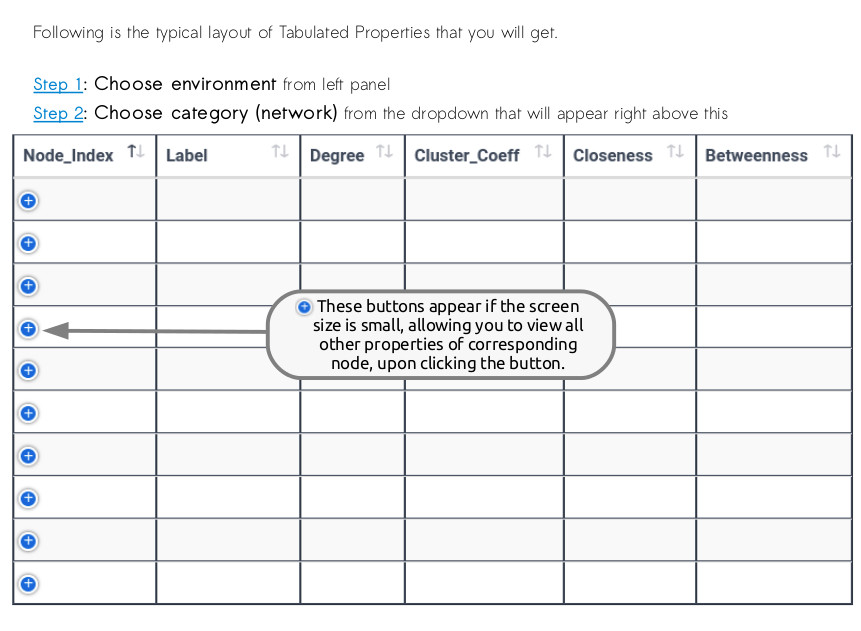 Following is the typical layout of Tabulated Properties that you will get.
Step 1: Choose environment from left panel
Step 2: Choose category (network) from the dropdown that will appear right above this
Node_Index Label Degree Cluster_Coeff Closeness Betweenness
These buttons appear if the screen
size is small, allowing you to view all
other properties of corresponding
node, upon clicking the button.